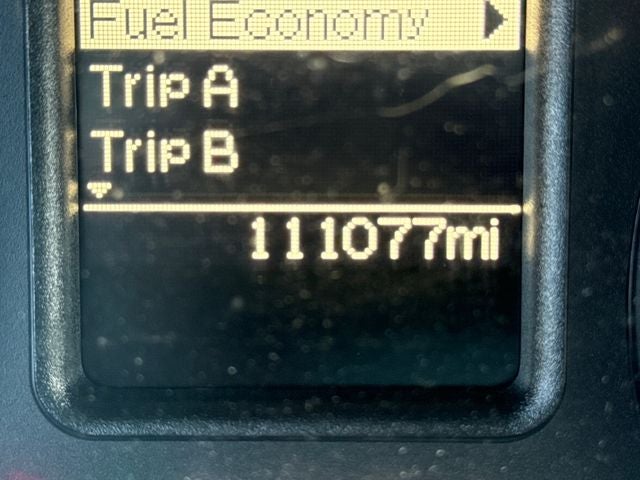 Fuel Economy
Trip A
Trip B
111077mi